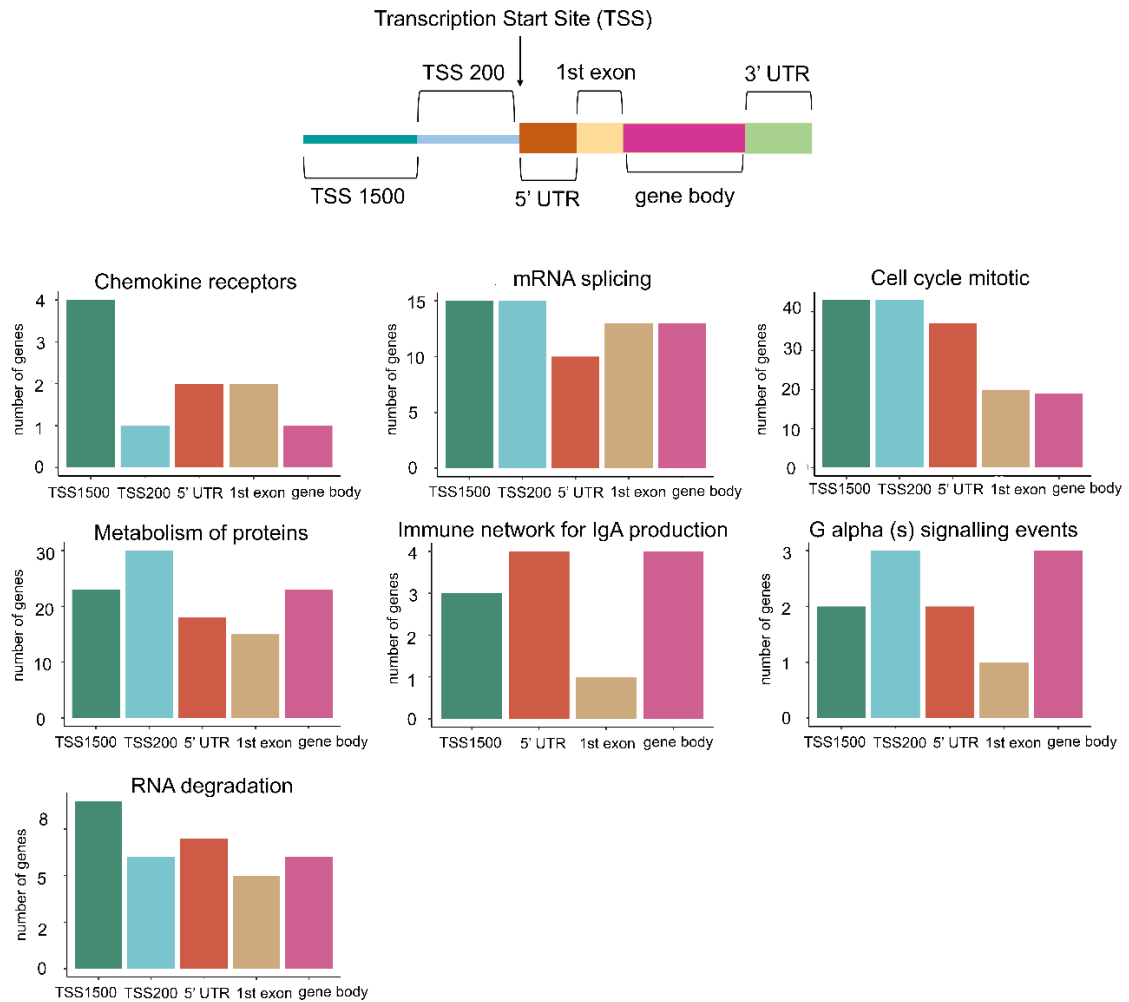 Transcription Start Site (TSS)
TSS 200
1st exon
3’ UTR
TSS 1500
5’ UTR
gene body
Chemokine receptors
number of genes
4
3
2
1
0
TSS1500 TSS200 5’ UTR 1st exon gene body
mRNA splicing
number of genes
15
10
5
0
TSS1500 TSS200 5’ UTR 1st exon gene body
Cell cycle mitotic
number of genes
40
30
20
10
0
TSS1500 TSS200 5’ UTR 1st exon gene body
Metabolism of proteins
number of genes
30
20
10
0
TSS1500 TSS200 5’ UTR 1st exon gene body
Immune network for IgA production
number of genes
4
3
2
1
0
TSS1500 5’ UTR 1st exon gene body
G alpha (s) signalling events
number of genes
3
2
1
0
TSS1500 TSS200 5’ UTR 1st exon gene body
RNA degradation
number of genes
8
5
2
0
TSS1500 TSS200 5’ UTR 1st exon gene body